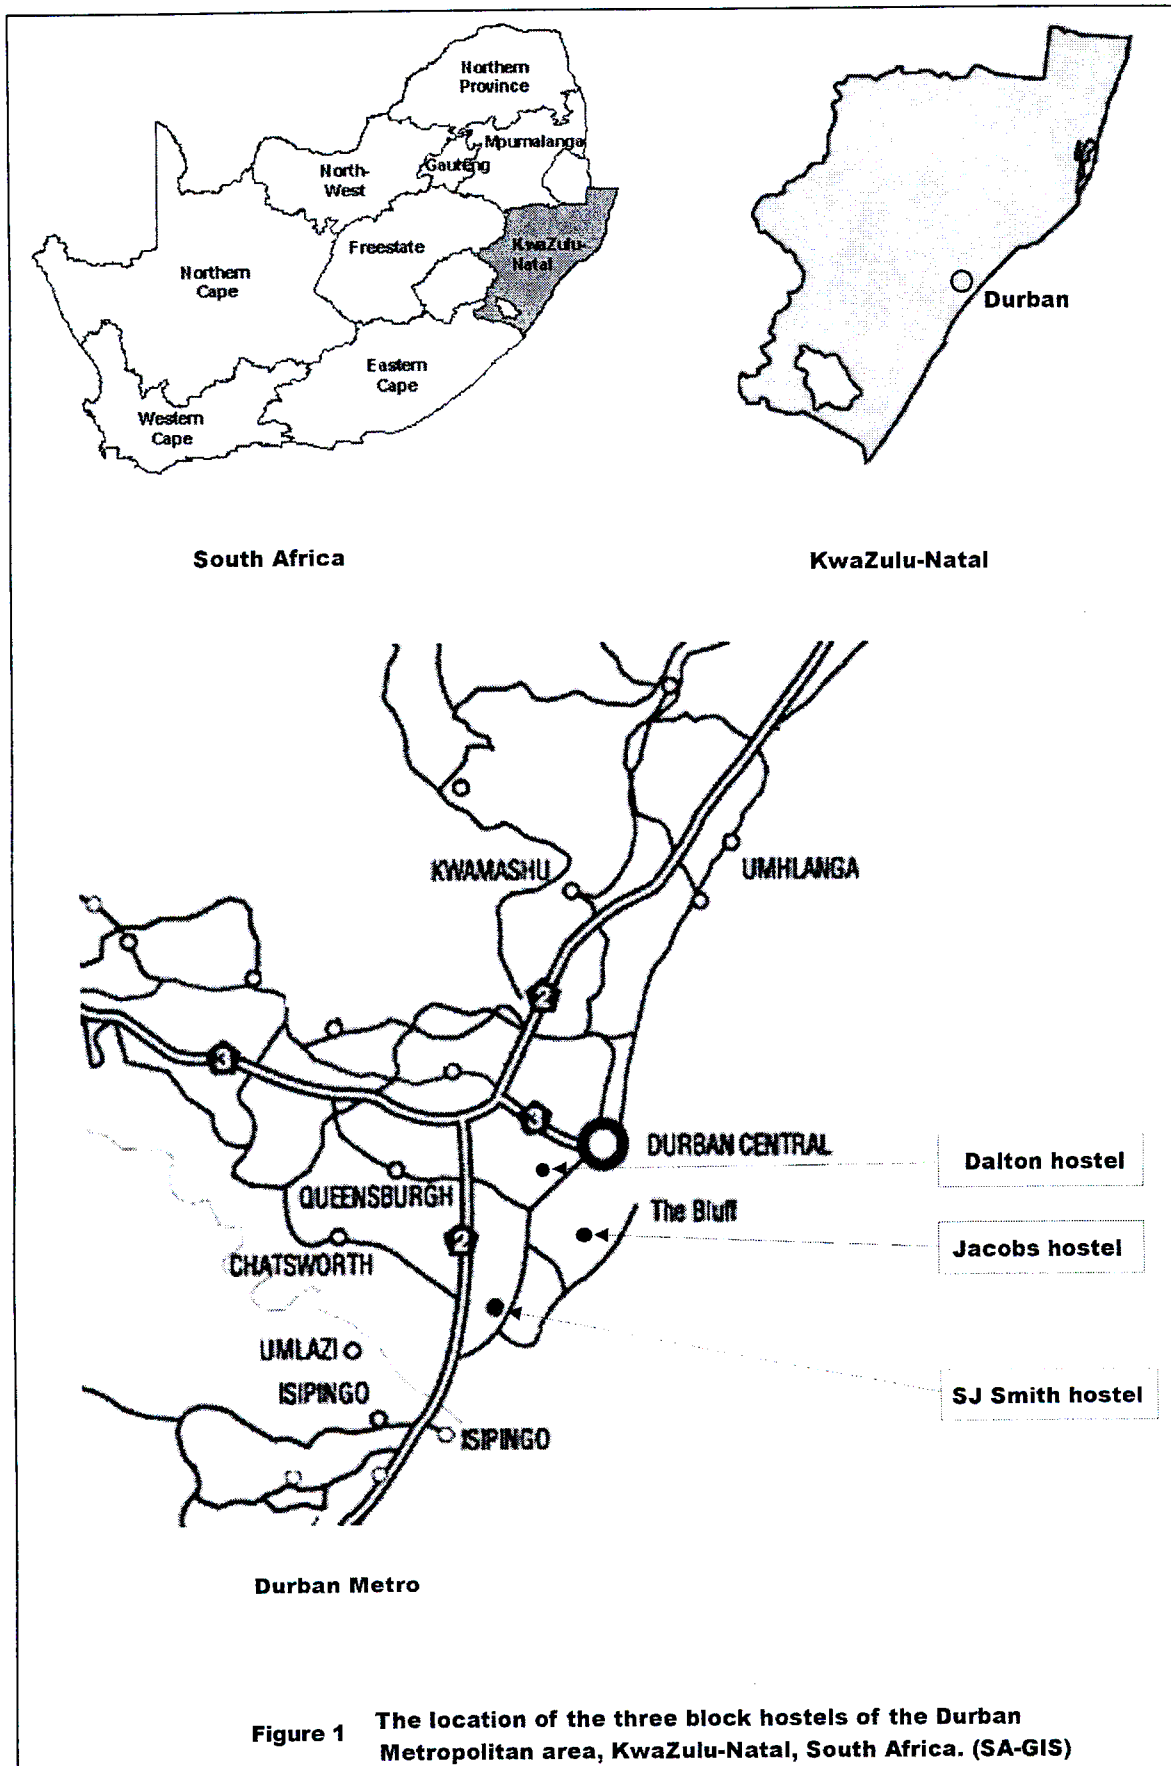 Northern
Province
Mpumalanga
Gauteng
North-
West
KwaZulu-
Natal
Freestate
Northern
Cape
Eastern
Cape
Western
Cape
Durban
South Africa
KwaZulu-Natal
KWAMASHU
UMHLANGA
2
3
3
DURBAN CENTRAL
Dalton hostel
QUEENSBURGH
The Bluff
2
Jacobs hostel
CHATSWORTH
UMLAZI
SJ Smith hostel
ISIPINGO
ISIPINGO
Durban Metro
Figure 1 The location of the three block hostels of the Durban
Metropolitan area, KwaZulu-Natal, South Africa. (SA-GIS)